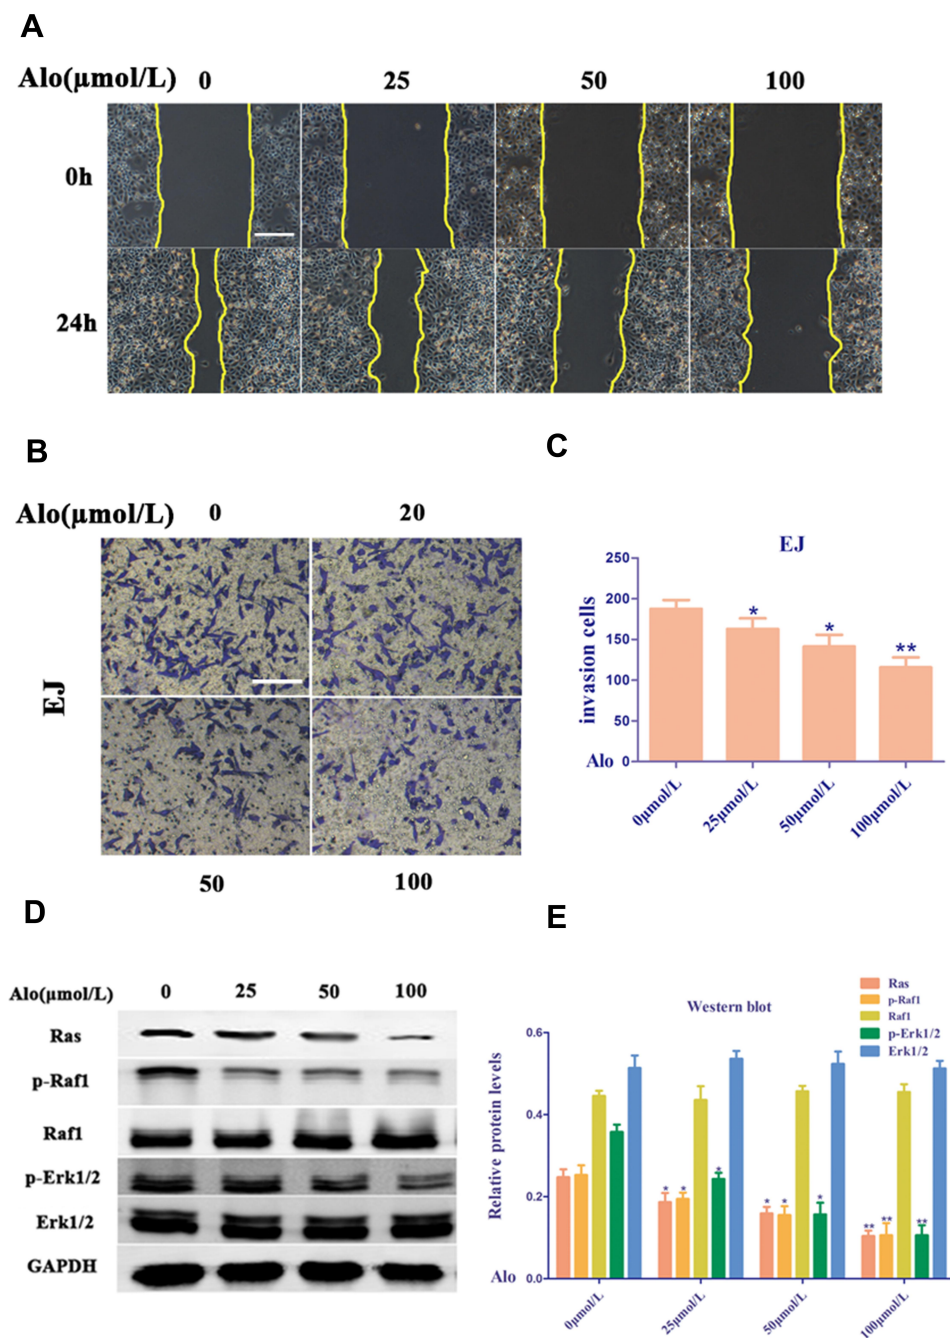 A
Alo(µmol/L) 0 25 50 100
0h
24h
B
Alo(µmol/L) 0 20
EJ
50 100
C
EJ
invasion cells
250
200
150
100
50
0
* * **
Alo
0µmol/L 25µmol/L 50µmol/L 100µmol/L
D
Alo(µmol/L) 0 25 50 100
Ras
p-Raf1
Raf1
p-Erk1/2
Erk1/2
GAPDH
E
Western blot
Ras
p-Raf1
Raf1
p-Erk1/2
Erk1/2
Relative protein levels
0.6
0.4
0.2
0.0
* * * * * * ** ** **
Alo
0µmol/L 25µmol/L 50µmol/L 100µmol/L